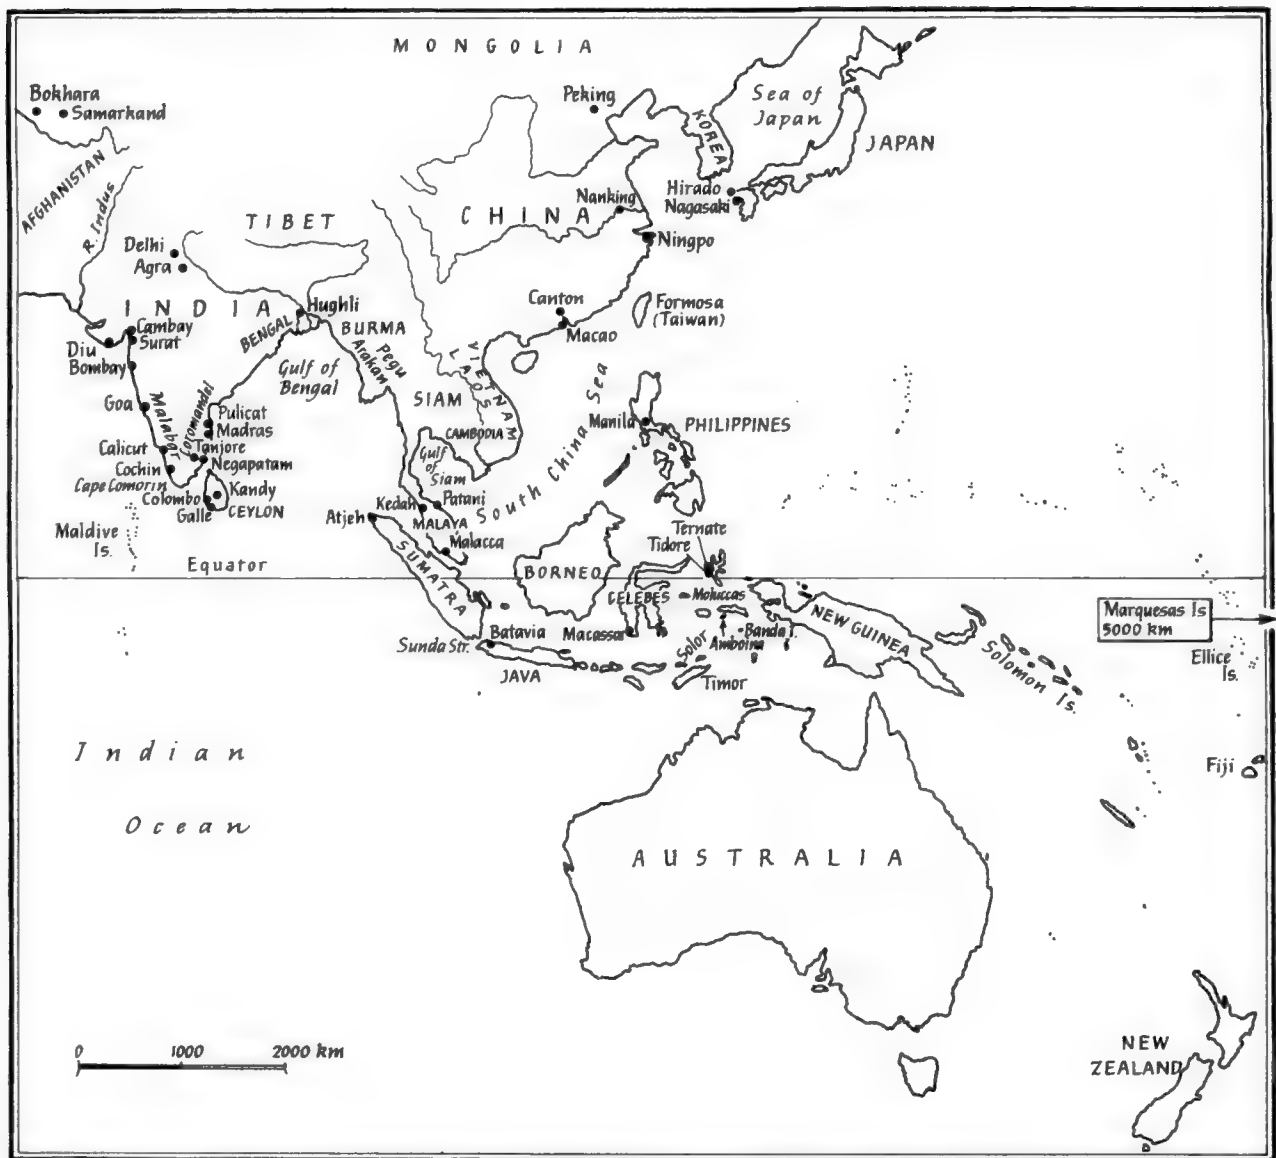 MONGOLIA
Bokhara
Samarkand
Peking
Sea of
Japan
KOREA
JAPAN
AFGHANISTAN
R. Indus
TIBET
CHINA
Nanking
Hirado
Nagasaki
Ningpo
Delhi
Agra
INDIA
Hughli
BENGAL
BURMA
Arakan
Pegu
Canton
Macao
Formosa
(Taiwan)
Cambay
Surat
Diu
Bombay
Gulf of
Bengal
LAOS
VIETNAM
SIAM
CAMBODIA
South China Sea
Manila
PHILIPPINES
Goa
Malabar
Coromandel
Pulicat
Madras
Tanjore
Negapatam
Calicut
Cochin
Cape Comorin
Colombo
Kandy
Galle
CEYLON
Gulf
of
Siam
Kedah
Patani
MALAYA
Malacca
Atjeh
SUMATRA
Maldive
Is.
Equator
Ternate
Tidore
BORNEO
CELEBES
Moluccas
NEW GUINEA
Marquesas Is
5000 km
Sunda Str.
Batavia
Macassar
Solor
Amboina
Banda I.
JAVA
Timor
Solomon Is.
Ellice
Is.
Fiji
Indian
Ocean
AUSTRALIA
0 1000 2000 km
NEW
ZEALAND